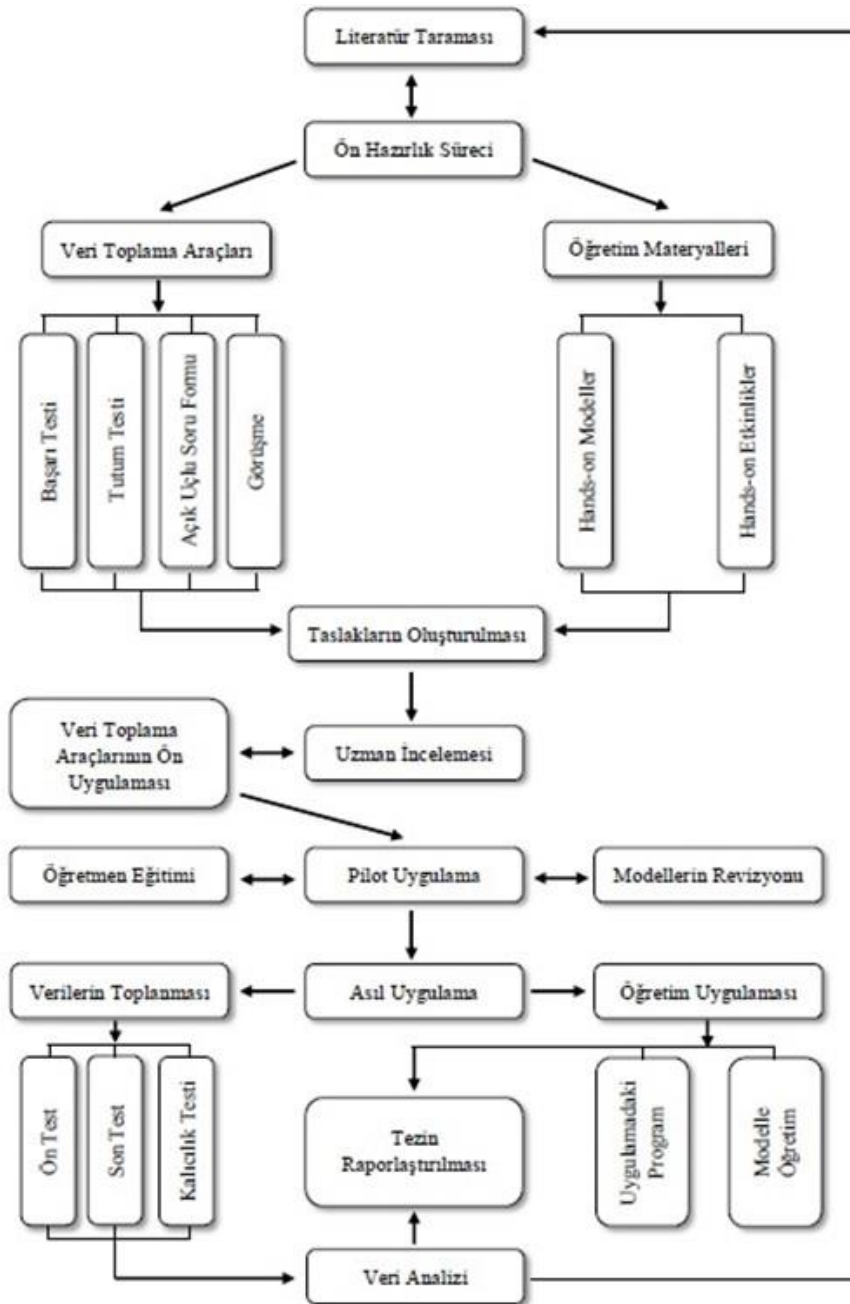 Literatür Taraması
Ön Hazırlık Süreci
Veri Toplama Araçları
Öğretim Materyalleri
Başarı Testi
Tutum Testi
Açık Uçlu Soru Formu
Görüşme
Hands-on Modeller
Hands-on Etkinlikler
Taslakların Oluşturulması
Veri Toplama
Araçlarının Ön
Uygulaması
Uzman İncelemesi
Öğretmen Eğitimi
Pilot Uygulama
Modellerin Revizyonu
Verilerin Toplanması
Asıl Uygulama
Öğretim Uygulaması
Ön Test
Son Test
Kalıcılık Testi
Tezin
Raporlaştırılması
Uygulamadaki
Program
Modelle
Öğretim
Veri Analizi